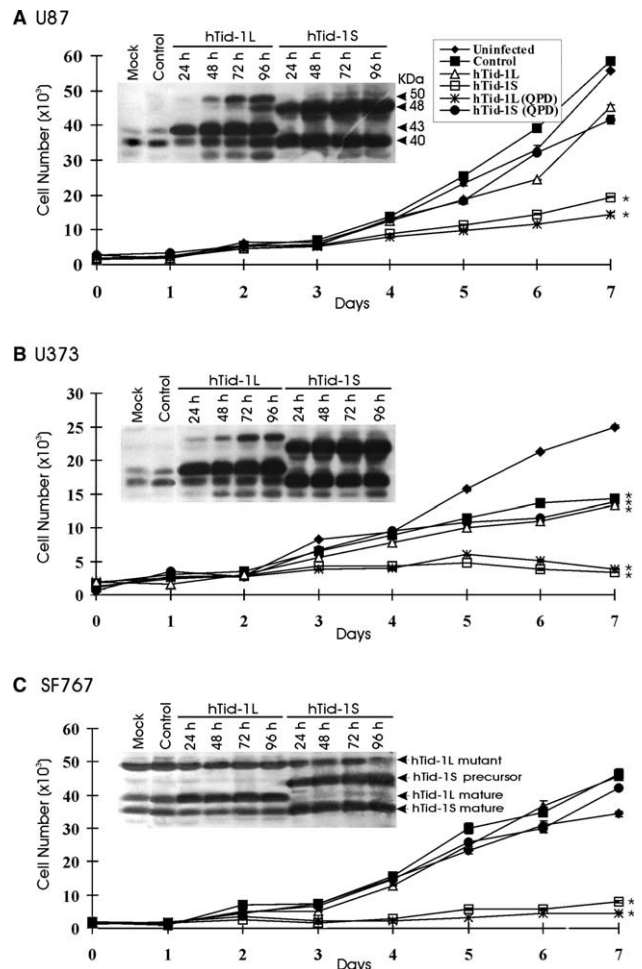 A U87
hTid-1L hTid-1S
Mock Control 24 h 48 h 72 h 96 h 24 h 48 h 72 h 96 h KDa
50
48
43
40
Uninfected
Control
hTid-1L
hTid-1S
hTid-1L (QPD)
hTid-1S (QPD)
Cell Number (x10³)
60
50
40
30
20
10
0
*
*
0 1 2 3 4 5 6 7
Days
B U373
hTid-1L hTid-1S
Mock Control 24 h 48 h 72 h 96 h 24 h 48 h 72 h 96 h
Cell Number (x10³)
30
25
20
15
10
5
0
*
*
*
*
*
0 1 2 3 4 5 6 7
Days
C SF767
hTid-1L hTid-1S
Mock Control 24 h 48 h 72 h 96 h 24 h 48 h 72 h 96 h
hTid-1L mutant
hTid-1S precursor
hTid-1L mature
hTid-1S mature
Cell Number (x10³)
60
50
40
30
20
10
0
*
*
0 1 2 3 4 5 6 7
Days